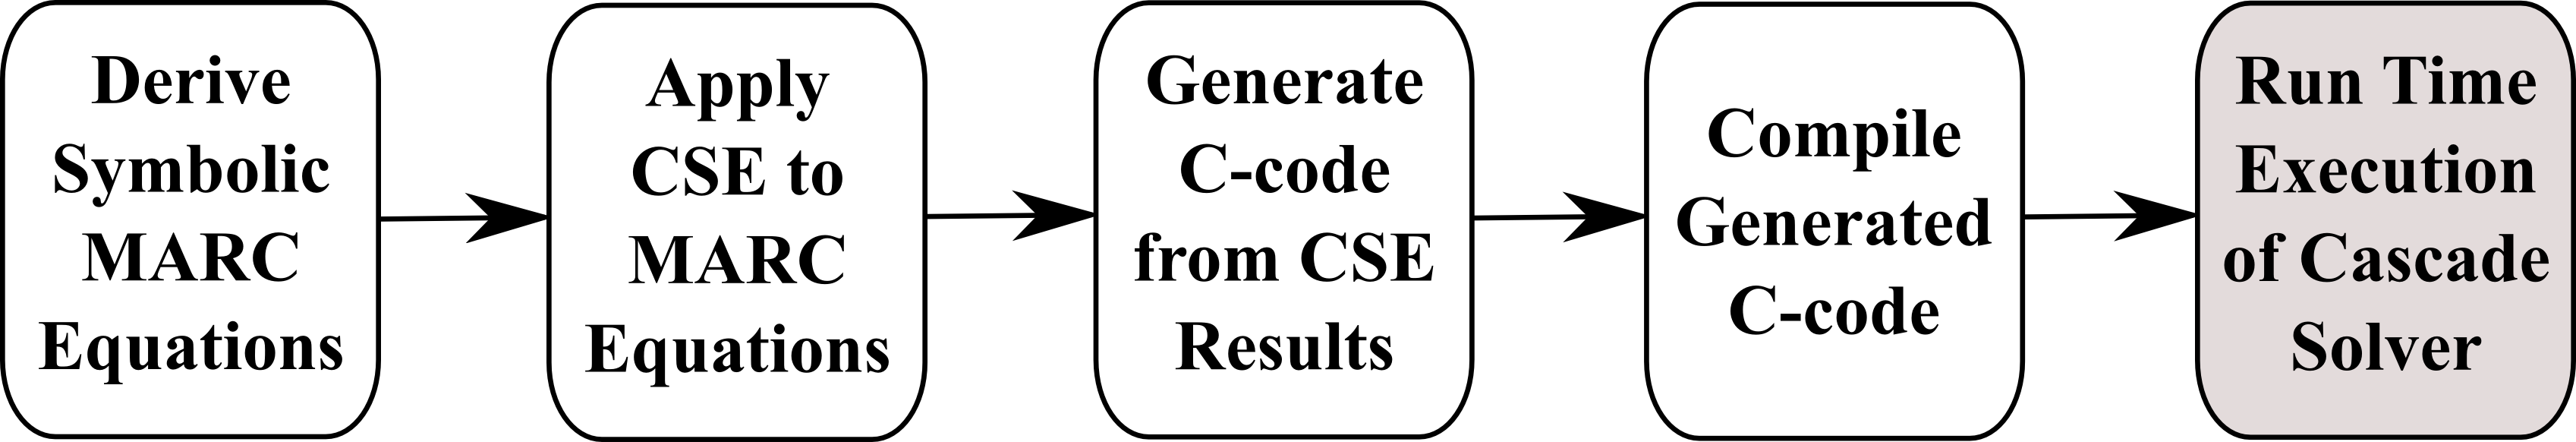 Derive
Symbolic
MARC
Equations
Apply
CSE to
MARC
Equations
Generate
C-code
from CSE
Results
Compile
Generated
C-code
Run Time
Execution
of Cascade
Solver